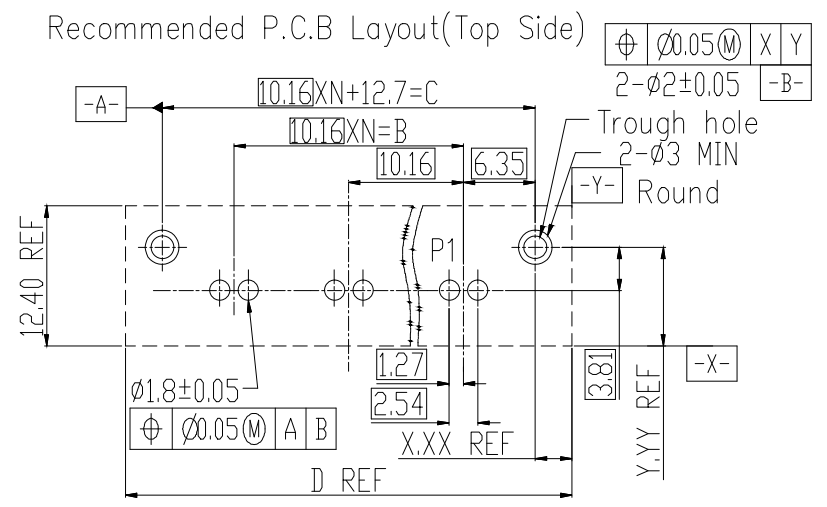 Recommended P.C.B Layout(Top Side)
⌖ Ø0.05Ⓜ X Y
2-Ø2±0.05 -B-
-A-
10.16XN+12.7=C
10.16XN=B
Trough hole
2-Ø3 MIN
10.16
6.35
-Y-
Round
12.40 REF
P1
1.27
3.81
-X-
Ø1.8±0.05
2.54
⌖ Ø0.05Ⓜ A B
X.XX REF
Y.YY REF
D REF